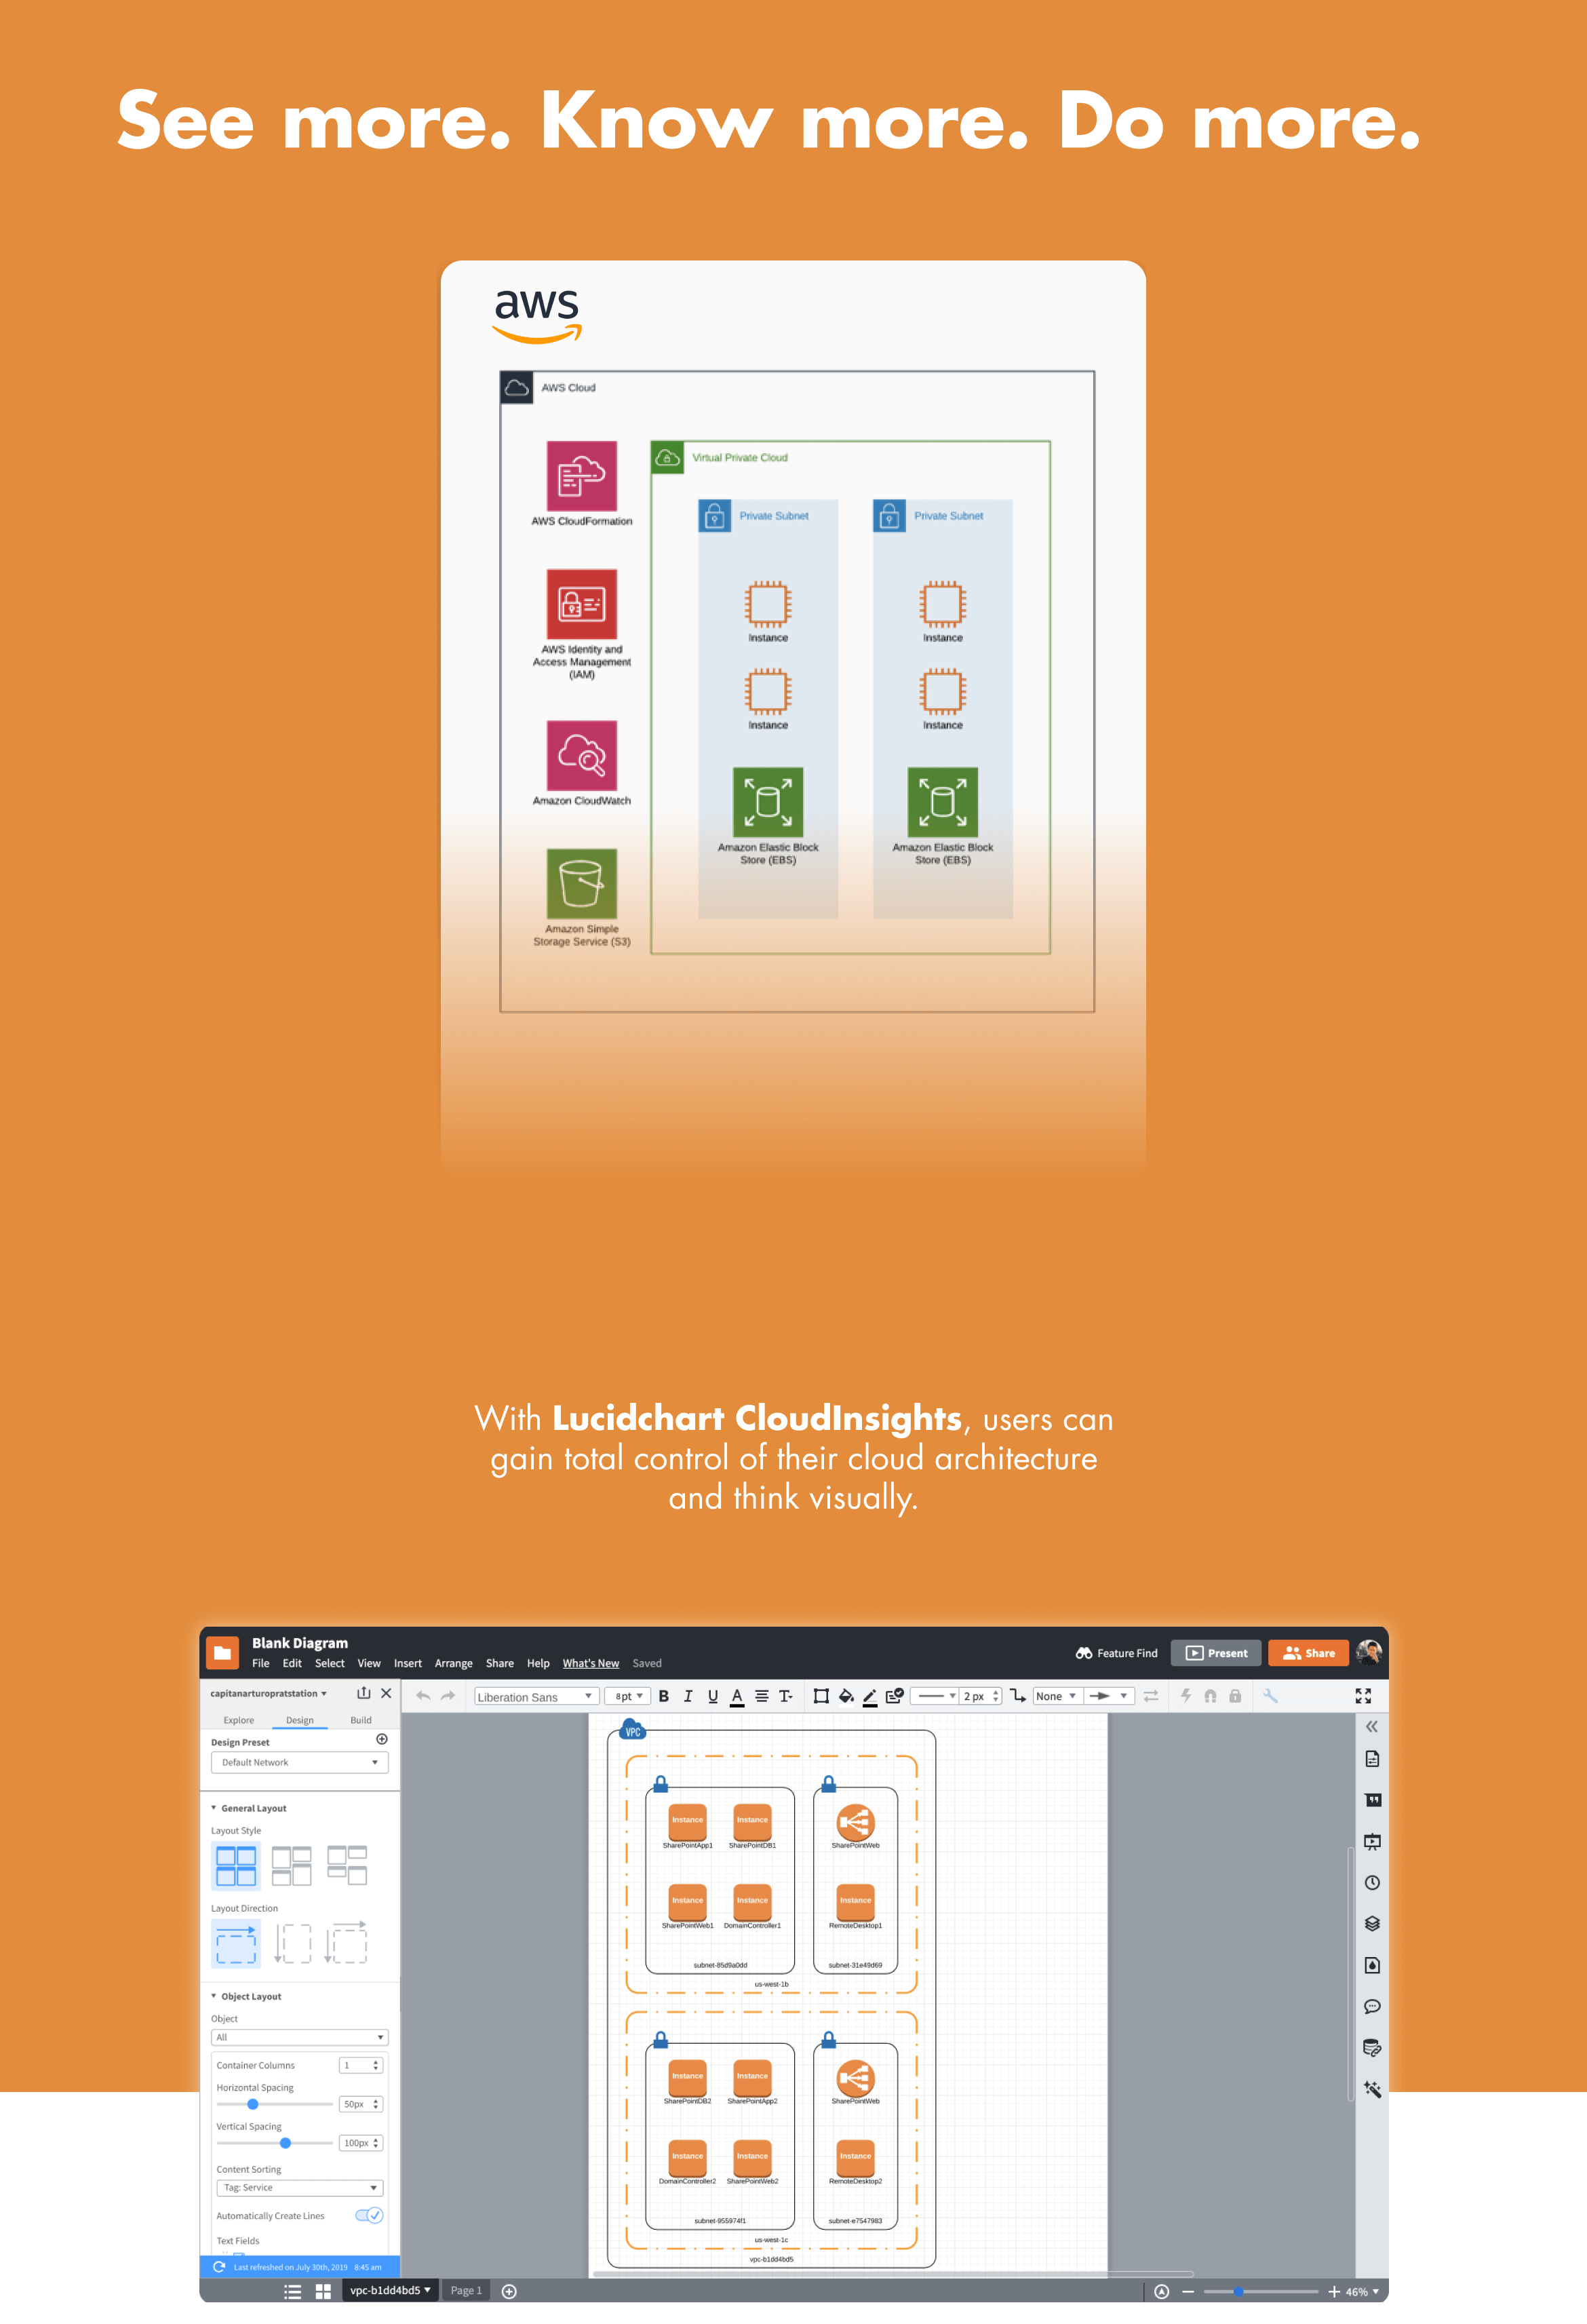 See more. Know more. Do more.
aws
AWS Cloud
Virtual Private Cloud
AWS CloudFormation
Private Subnet
Private Subnet
Instance
Instance
AWS Identity and
Access Management
(IAM)
Instance
Instance
Amazon CloudWatch
Amazon Elastic Block
Store (EBS)
Amazon Elastic Block
Store (EBS)
Amazon Simple
Storage Service (S3)
With Lucidchart CloudInsights, users can
gain total control of their cloud architecture
and think visually.
Blank Diagram
File Edit Select View Insert Arrange Share Help What's New Saved
Feature Find
Present
Share
capitanarturopratstation
Liberation Sans
8pt
B I U A T
2 px
None
Explore Design Build
Design Preset
Default Network
General Layout
Layout Style
Layout Direction
Object Layout
Object
All
Container Columns 1
Horizontal Spacing
50px
Vertical Spacing
100px
Content Sorting
Tag: Service
Automatically Create Lines
Text Fields
Last refreshed on July 30th, 2019 8:45 am
VPC
Instance
SharePointApp1
Instance
SharePointDB1
SharePointWeb
Instance
SharePointWeb1
Instance
DomainController1
Instance
RemoteDesktop1
subnet-85d9a0dd
subnet-31e49d69
us-west-1b
Instance
SharePointDB2
Instance
SharePointApp2
SharePointWeb
Instance
DomainController2
Instance
SharePointWeb2
Instance
RemoteDesktop2
subnet-955974f1
subnet-e7547983
us-west-1c
vpc-b1dd4bd5
vpc-b1dd4bd5
Page 1
46%